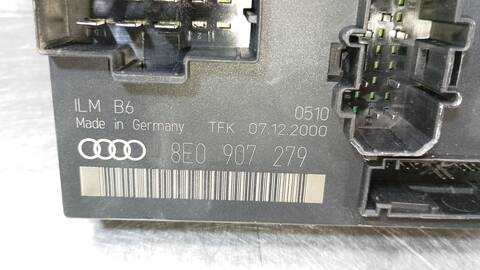 ILM B6 0510
Made in Germany TFK 07.12.2000
8E0 907 279